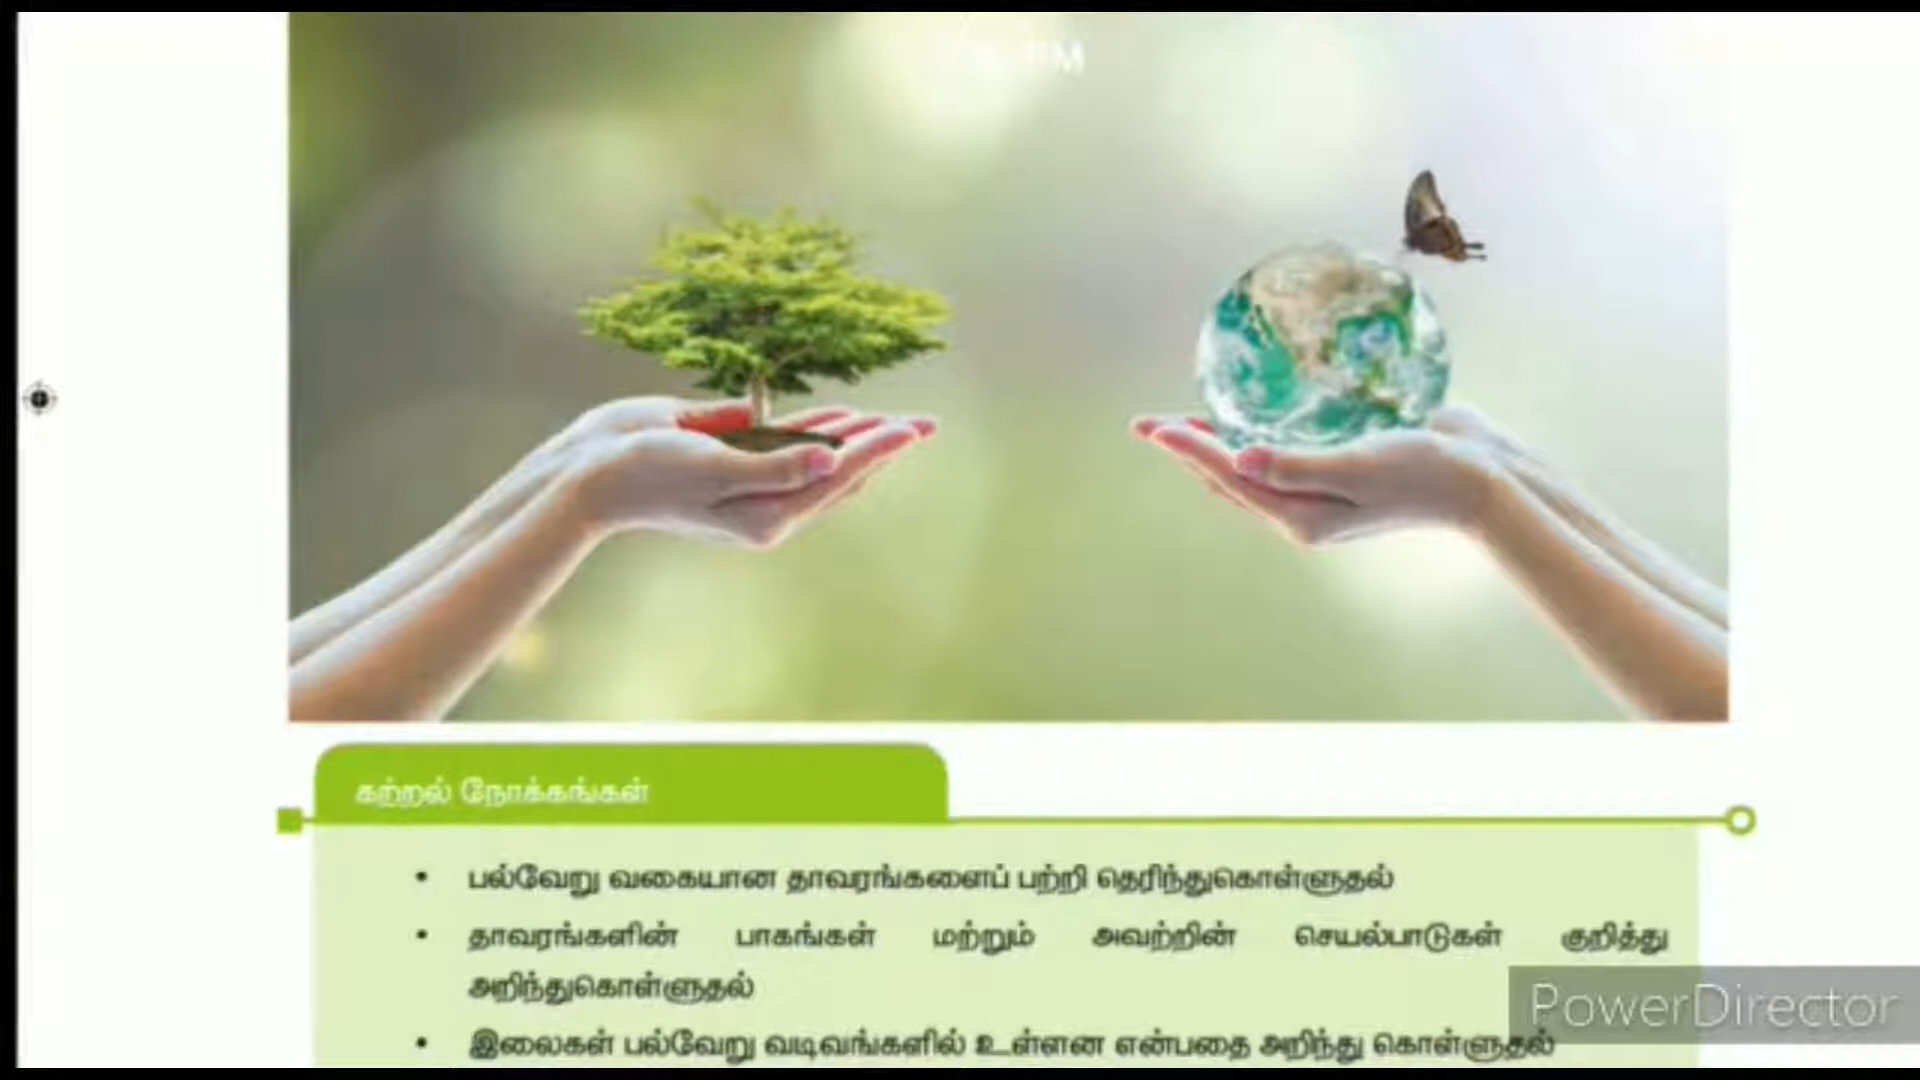 கற்றல் நோக்கங்கள்
• பல்வேறு வகையான தாவரங்களைப் பற்றி தெரிந்துகொள்ளுதல்
• தாவரங்களின் பாகங்கள் மற்றும் அவற்றின் செயல்பாடுகள் குறித்து
அறிந்துகொள்ளுதல்
• இலைகள் பல்வேறு வடிவங்களில் உள்ளன என்பதை அறிந்து கொள்ளுதல்
PowerDirector